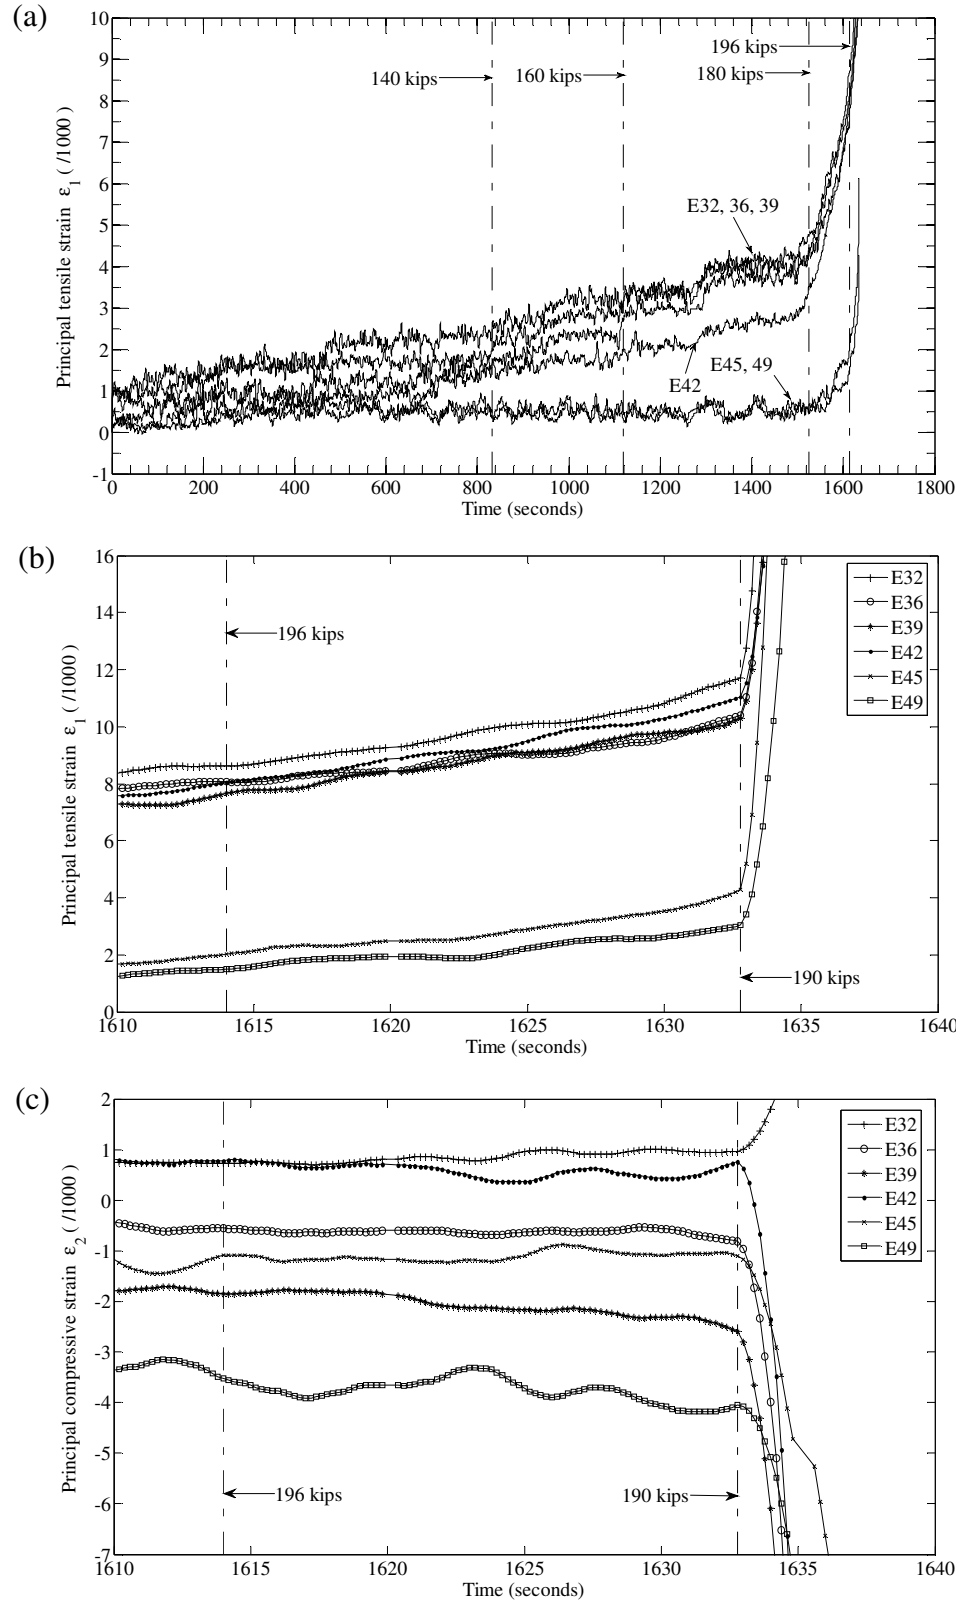 (a)
10
9
8
7
6
5
4
3
2
1
0
-1
Principal tensile strain ε1 ( /1000 )
140 kips
160 kips
196 kips
180 kips
E32, 36, 39
E45, 49
E42
0 200 400 600 800 1000 1200 1400 1600 1800
Time (seconds)
(b)
16
14
12
10
8
6
4
2
0
Principal tensile strain ε1 ( /1000 )
196 kips
190 kips
E32
E36
E39
E42
E45
E49
1610 1615 1620 1625 1630 1635 1640
Time (seconds)
(c)
2
1
0
-1
-2
-3
-4
-5
-6
-7
Principal compressive strain ε2 ( /1000 )
196 kips
190 kips
E32
E36
E39
E42
E45
E49
1610 1615 1620 1625 1630 1635 1640
Time (seconds)